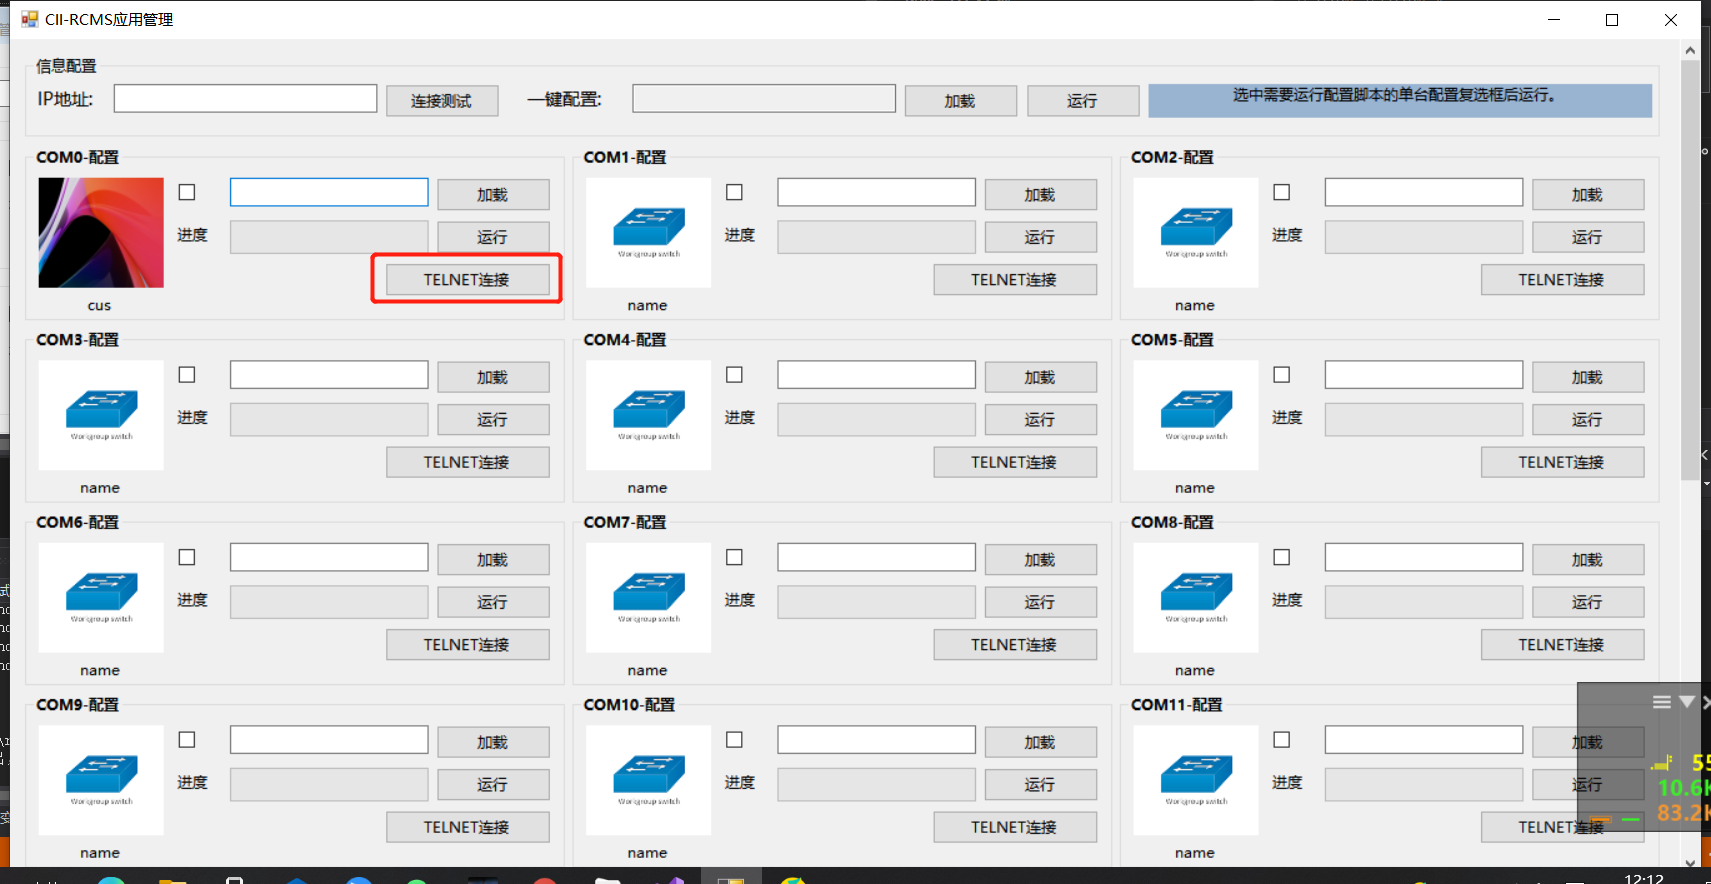 CII-RCMS应用管理
信息配置
IP地址: 连接测试 一键配置: 加载 运行 选中需要运行配置脚本的单台配置复选框后运行。
COM0-配置 COM1-配置 COM2-配置
加载 加载 加载
Workgroup switch Workgroup switch
进度 运行 进度 运行 进度 运行
TELNET连接 TELNET连接 TELNET连接
cus name name
COM3-配置 COM4-配置 COM5-配置
加载 加载 加载
进度 运行 进度 运行 进度 运行
Workgroup switch Workgroup switch Workgroup switch
TELNET连接 TELNET连接 TELNET连接
name name name
COM6-配置 COM7-配置 COM8-配置
加载 加载 加载
进度 运行 进度 运行 进度 运行
Workgroup switch Workgroup switch Workgroup switch
TELNET连接 TELNET连接 TELNET连接
name name name
COM9-配置 COM10-配置 COM11-配置
加载 加载 加载
进度 运行 进度 运行 进度 运行
Workgroup switch Workgroup switch Workgroup switch
TELNET连接 TELNET连接 TELNET连接
name name name
55
10.6K
83.2K
12:12